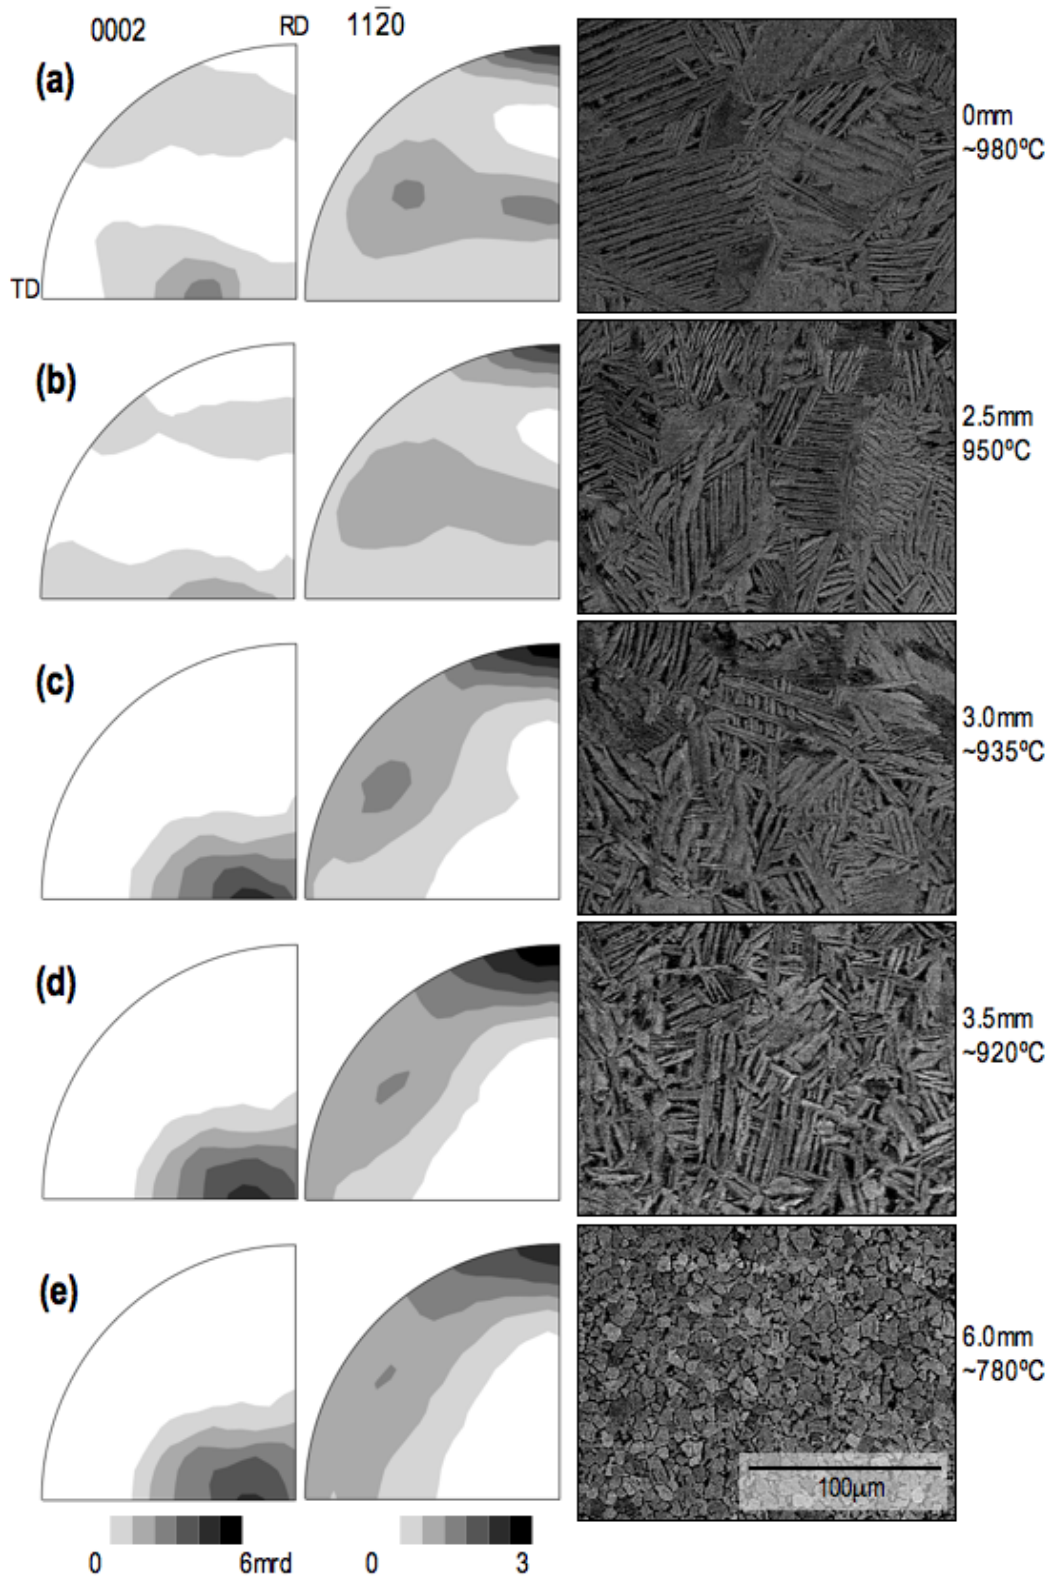 0002 RD 112̅0
(a)
0mm
~980ºC
TD
(b)
2.5mm
950ºC
(c)
3.0mm
~935ºC
(d)
3.5mm
~920ºC
(e)
6.0mm
~780ºC
100µm
0 6mrd 0 3